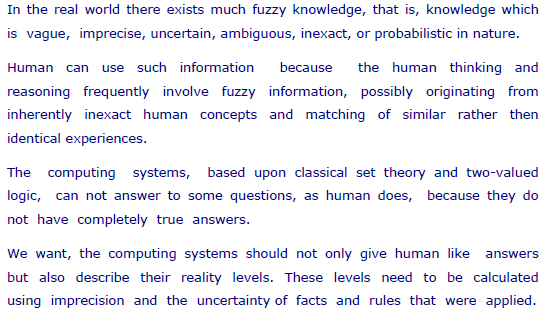 In the real world there exists much fuzzy knowledge, that is, knowledge which
is vague, imprecise, uncertain, ambiguous, inexact, or probabilistic in nature.
Human can use such information because the human thinking and
reasoning frequently involve fuzzy information, possibly originating from
inherently inexact human concepts and matching of similar rather then
identical experiences.
The computing systems, based upon classical set theory and two-valued
logic, can not answer to some questions, as human does, because they do
not have completely true answers.
We want, the computing systems should not only give human like answers
but also describe their reality levels. These levels need to be calculated
using imprecision and the uncertainty of facts and rules that were applied.